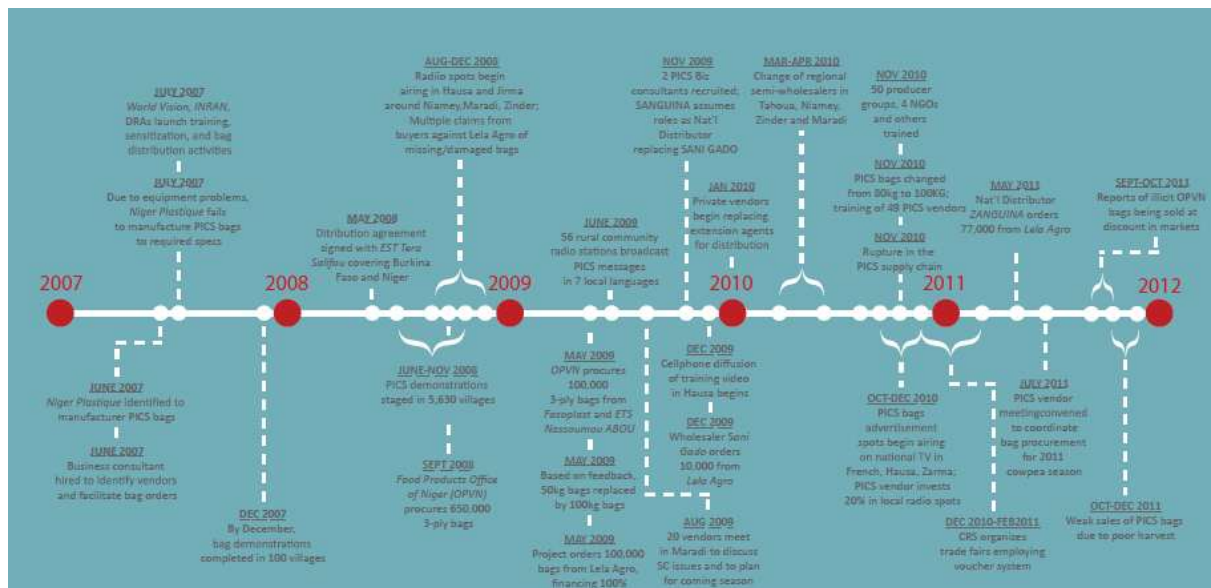 JULY 2007
World Vision, INRAN,
DRAs launch training,
sensitization, and bag
distribution activities
JULY 2007
Due to equipment problems,
Niger Plastique fails
to manufacture PICS bags
to required specs
MAY 2008
Ditribution agreement
signed with EST Tera
Salifou covering Burkina
Faso and Niger
AUG-DEC 2008
Radiio spots begin
airing in Hausa and Jirma
around Niamey,Maradi, Zinder;
Multiple claims from
buyers against Lela Agro of
missing/damaged bags
JUNE 2009
56 rural community
radio stations broadcast
PICS messages
in 7 local languages
NOV 2009
2 PICS Biz
consultants recruited;
SANGUINA assumes
roles as Nat'l
Distributor
replacing SANI GADO
JAN 2010
Private vendors
begin replacing
extension agents
for distribution
MAR-APR 2010
Change of regional
semi-wholesalers in
Tahoua, Niamey,
Zinder and Maradi
NOV 2010
50 producer
groups, 4 NGOs
and others
trained
NOV 2010
PICS bags changed
from 80kg to 100KG;
training of 49 PICS vendors
NOV 2010
Rupture in the
PICS supply chain
MAY 2011
Nat'l Distributor
ZANGUINA orders
77,000 from Lela Agro
SEPT-OCT 2011
Reports of illicit OPVN
bags being sold at
discount in markets
2007
2008
2009
2010
2011
2012
JUNE 2007
Niger Plastique identified to
manufacturer PICS bags
JUNE 2007
Business consultant
hired to identify vendors
and facilitate bag orders
DEC 2007
By December,
bag demonstrations
completed in 100 villages
JUNE-NOV 2008
PICS demonstrations
staged in 5,630 villages
SEPT 2008
Food Products Office
of Niger (OPVN)
procures 650,000
3-ply bags
MAY 2009
OPVN procures
100,000
3-ply bags from
Fasoplast and ETS
Nassoumou ABOU
MAY 2009
Based on feedback,
50kg bags replaced
by 100kg bags
MAY 2009
Project orders 100,000
bags from Lela Agro,
financing 100%
AUG 2009
20 vendors meet
in Maradi to discuss
SC issues and to plan
for coming season
DEC 2009
Cellphone diffusion
of training video
in Hausa begins
DEC 2009
Wholesaler Sani
Gado orders
10,000 from
Lela Agro
OCT-DEC 2010
PICS bags
advertisement
spots begin airing
on national TV in
French, Hausa, Zarma;
PICS vendor invests
20% in local radio spots
DEC 2010-FEB2011
CRS organizes
trade fairs employing
voucher system
JULY 2011
PICS vendor
meetingconvened
to coordinate
bag procurement
for 2011
cowpea season
OCT-DEC 2011
Weak sales of PICS bags
due to poor harvest